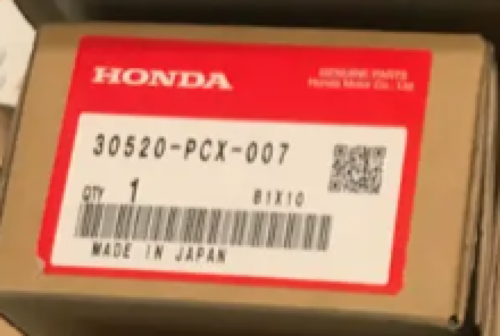 HONDA
GENUINE PARTS
Honda Motor Co., Ltd
30520-PCX-007
QTY 1 B1X10
MADE IN JAPAN